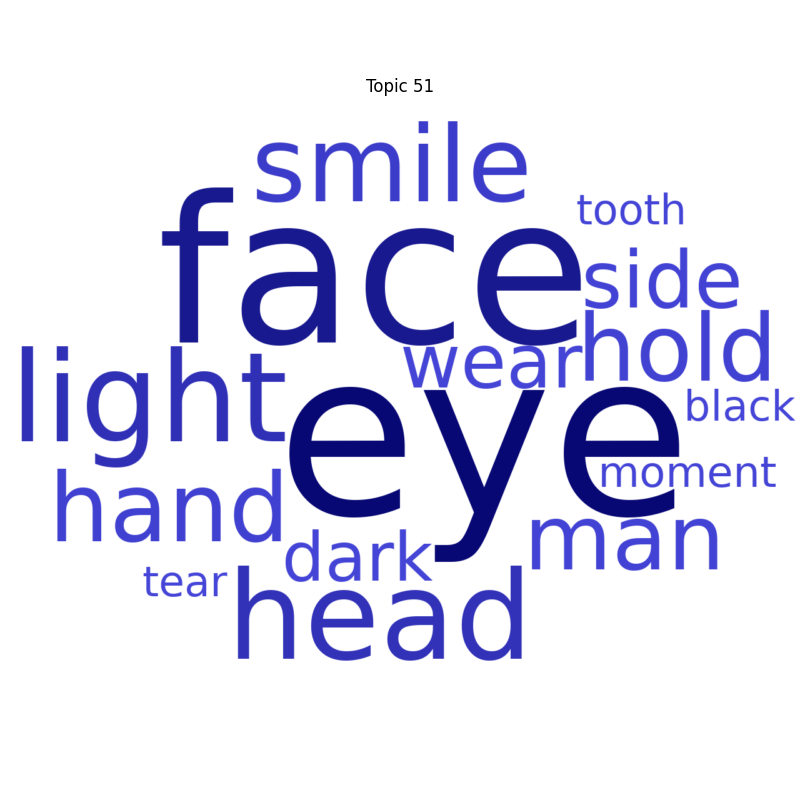 Topic 51
smile
tooth
face
side
hold
wear
light
black
eye
moment
hand
man
dark
tear
head